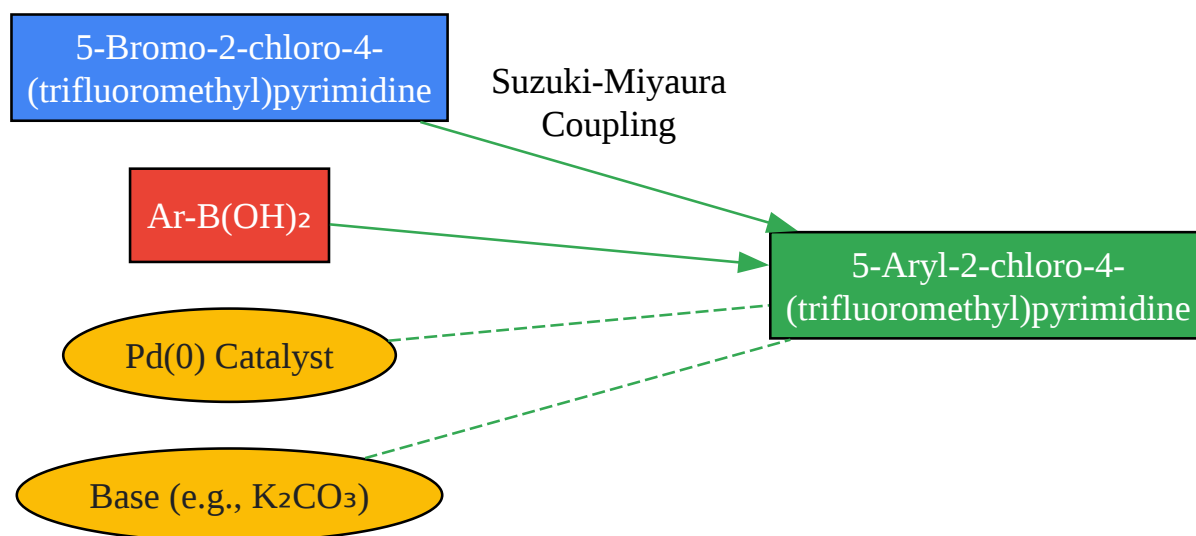 5-Bromo-2-chloro-4-
(trifluoromethyl)pyrimidine
Suzuki-Miyaura
Coupling
Ar-B(OH)₂
5-Aryl-2-chloro-4-
(trifluoromethyl)pyrimidine
Pd(0) Catalyst
Base (e.g., K₂CO₃)